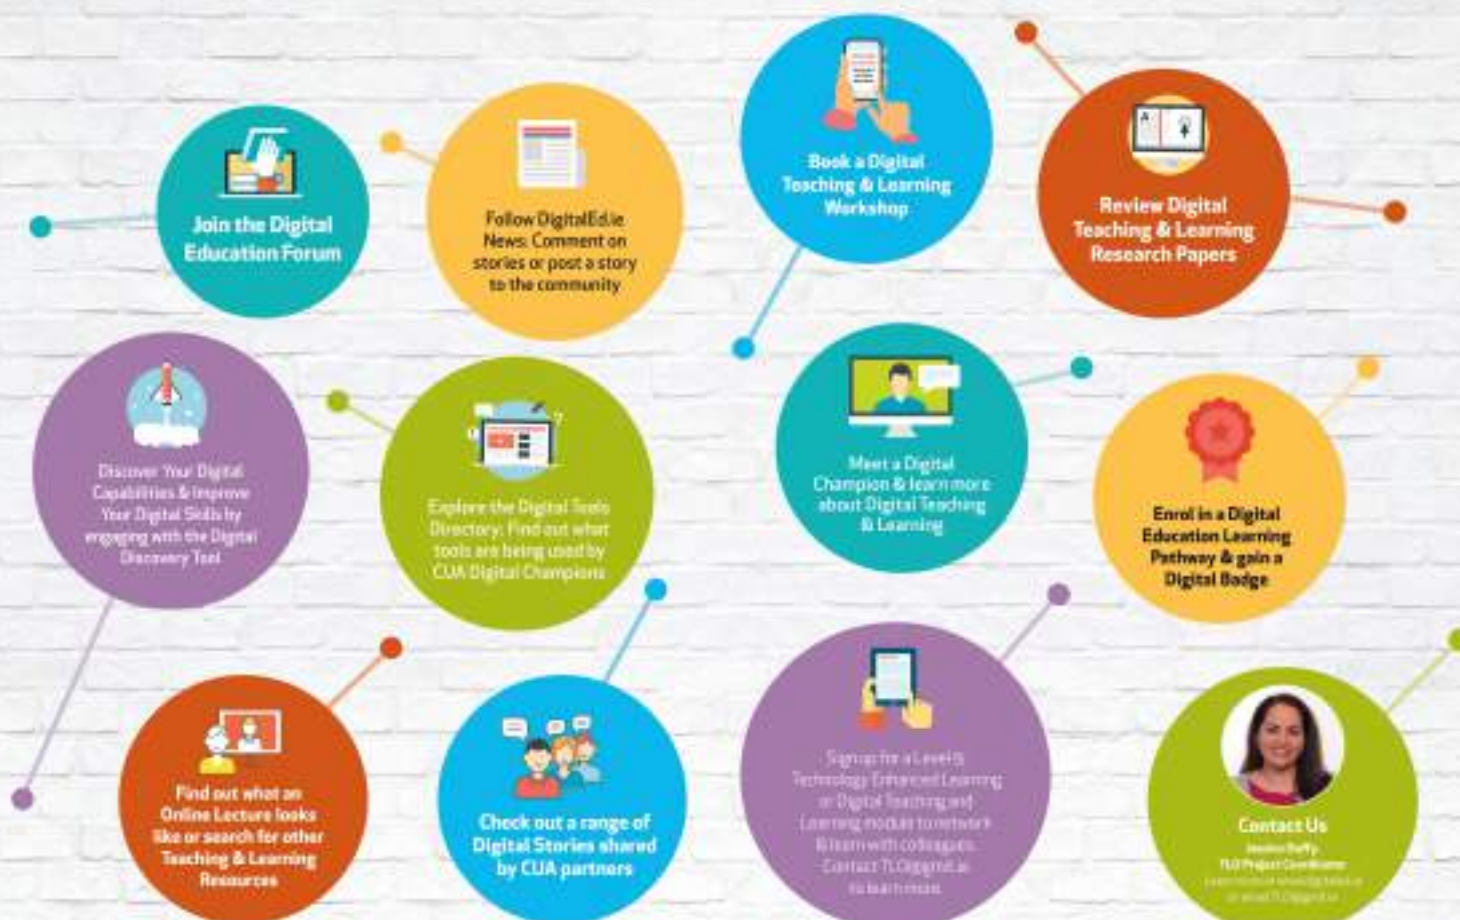 Join the Digital
Education Forum
Follow DigitalEd.ie
News: Comment on
stories or post a story
to the community
Book a Digital
Teaching & Learning
Workshop
Review Digital
Teaching & Learning
Research Papers
Discover Your Digital
Capabilities & Improve
Your Digital Skills by
engaging with the Digital
Discovery Tool
Explore the Digital Tools
Directory: Find out what
tools are being used by
CUA Digital Champions
Meet a Digital
Champion & learn more
about Digital Teaching
& Learning
Enrol in a Digital
Education Learning
Pathway & gain a
Digital Badge
Find out what an
Online Lecture looks
like or search for other
Teaching & Learning
Resources
Check out a range of
Digital Stories shared
by CUA partners
Signup for a Level 9
Technology Enhanced Learning
or Digital Teaching and
Learning module to network
& learn with colleagues.
Contact
to learn more
Contact Us
TLO Project Coordinator